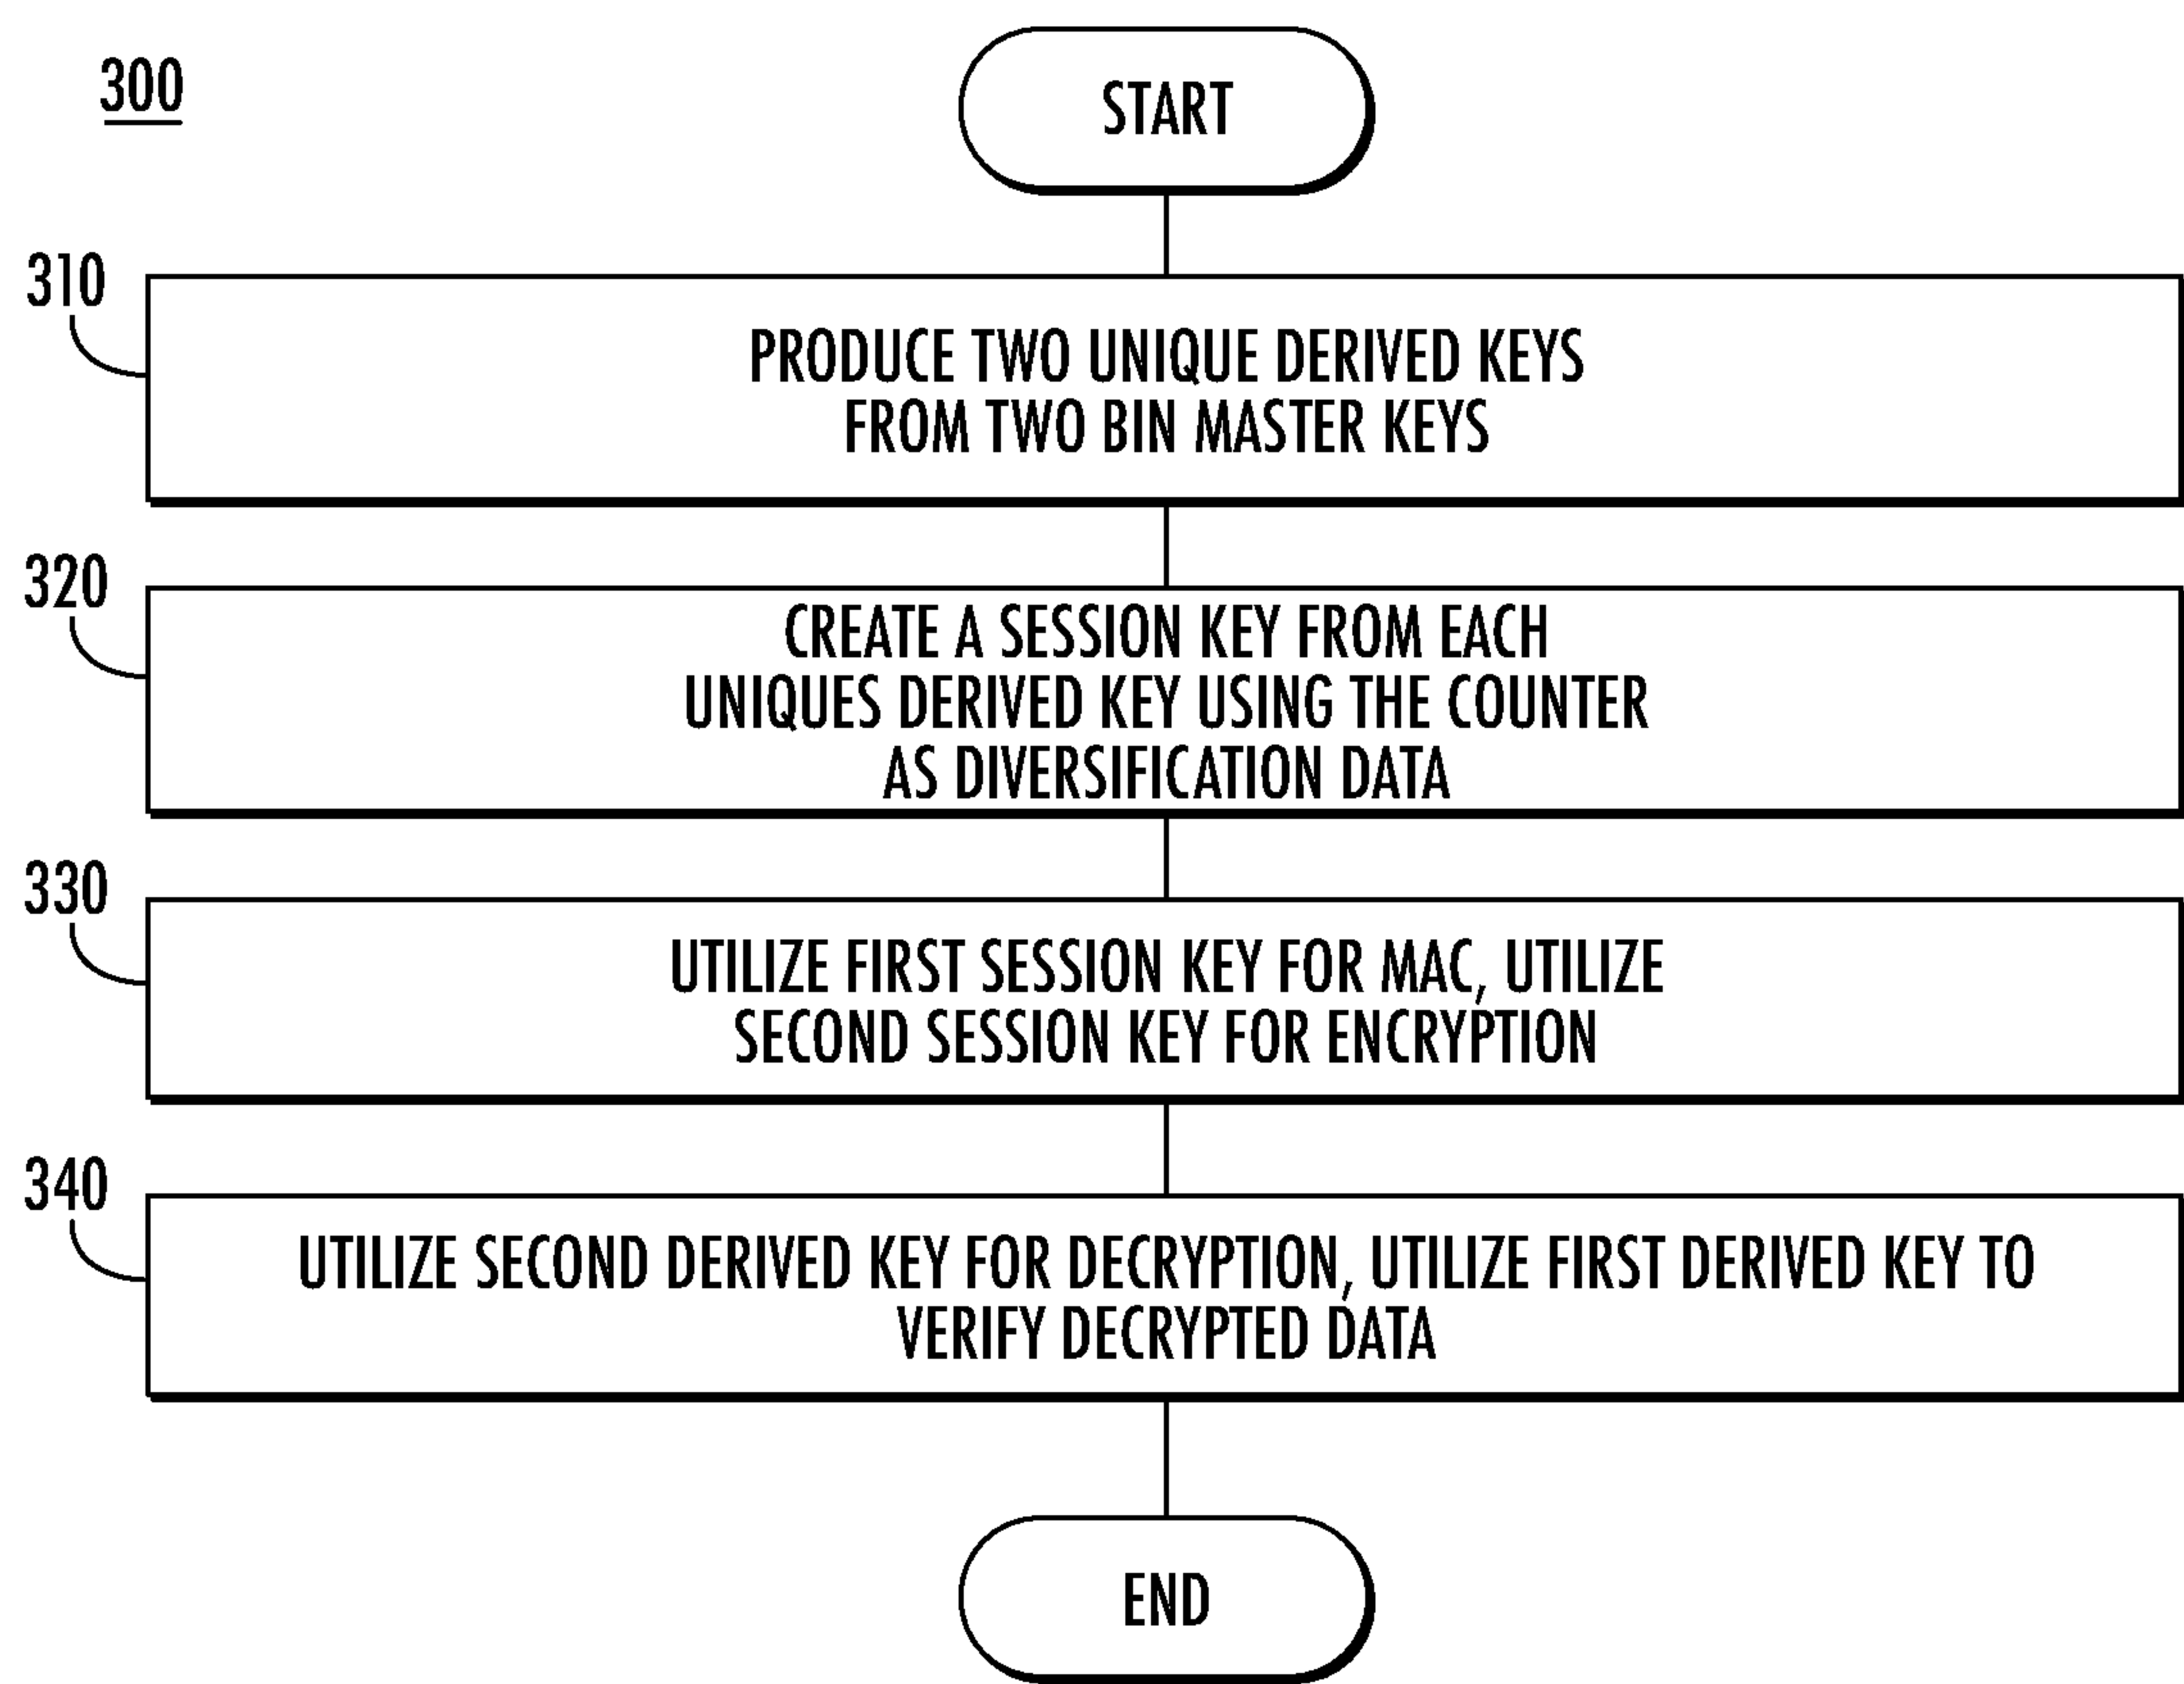 300
START
310
PRODUCE TWO UNIQUE DERIVED KEYS
FROM TWO BIN MASTER KEYS
320
CREATE A SESSION KEY FROM EACH
UNIQUES DERIVED KEY USING THE COUNTER
AS DIVERSIFICATION DATA
330
UTILIZE FIRST SESSION KEY FOR MAC, UTILIZE
SECOND SESSION KEY FOR ENCRYPTION
340
UTILIZE SECOND DERIVED KEY FOR DECRYPTION, UTILIZE FIRST DERIVED KEY TO
VERIFY DECRYPTED DATA
END